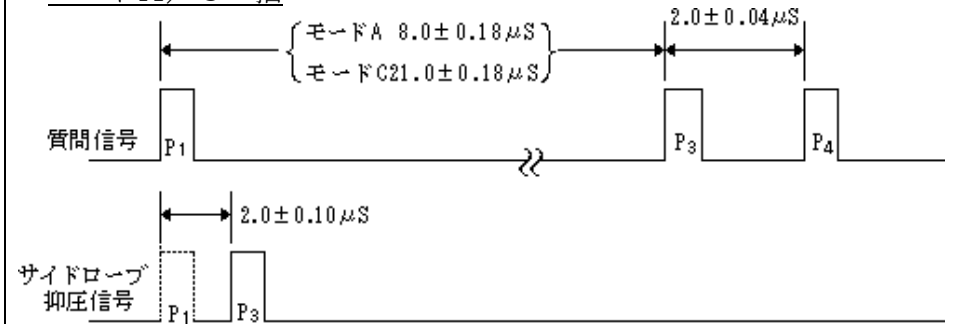 2.0±0.04μS
モードA 8.0±0.18μS
モードC21.0±0.18μS
質問信号
P1
P3
P4
2.0±0.10μS
サイドローブ
抑圧信号
P1
P3